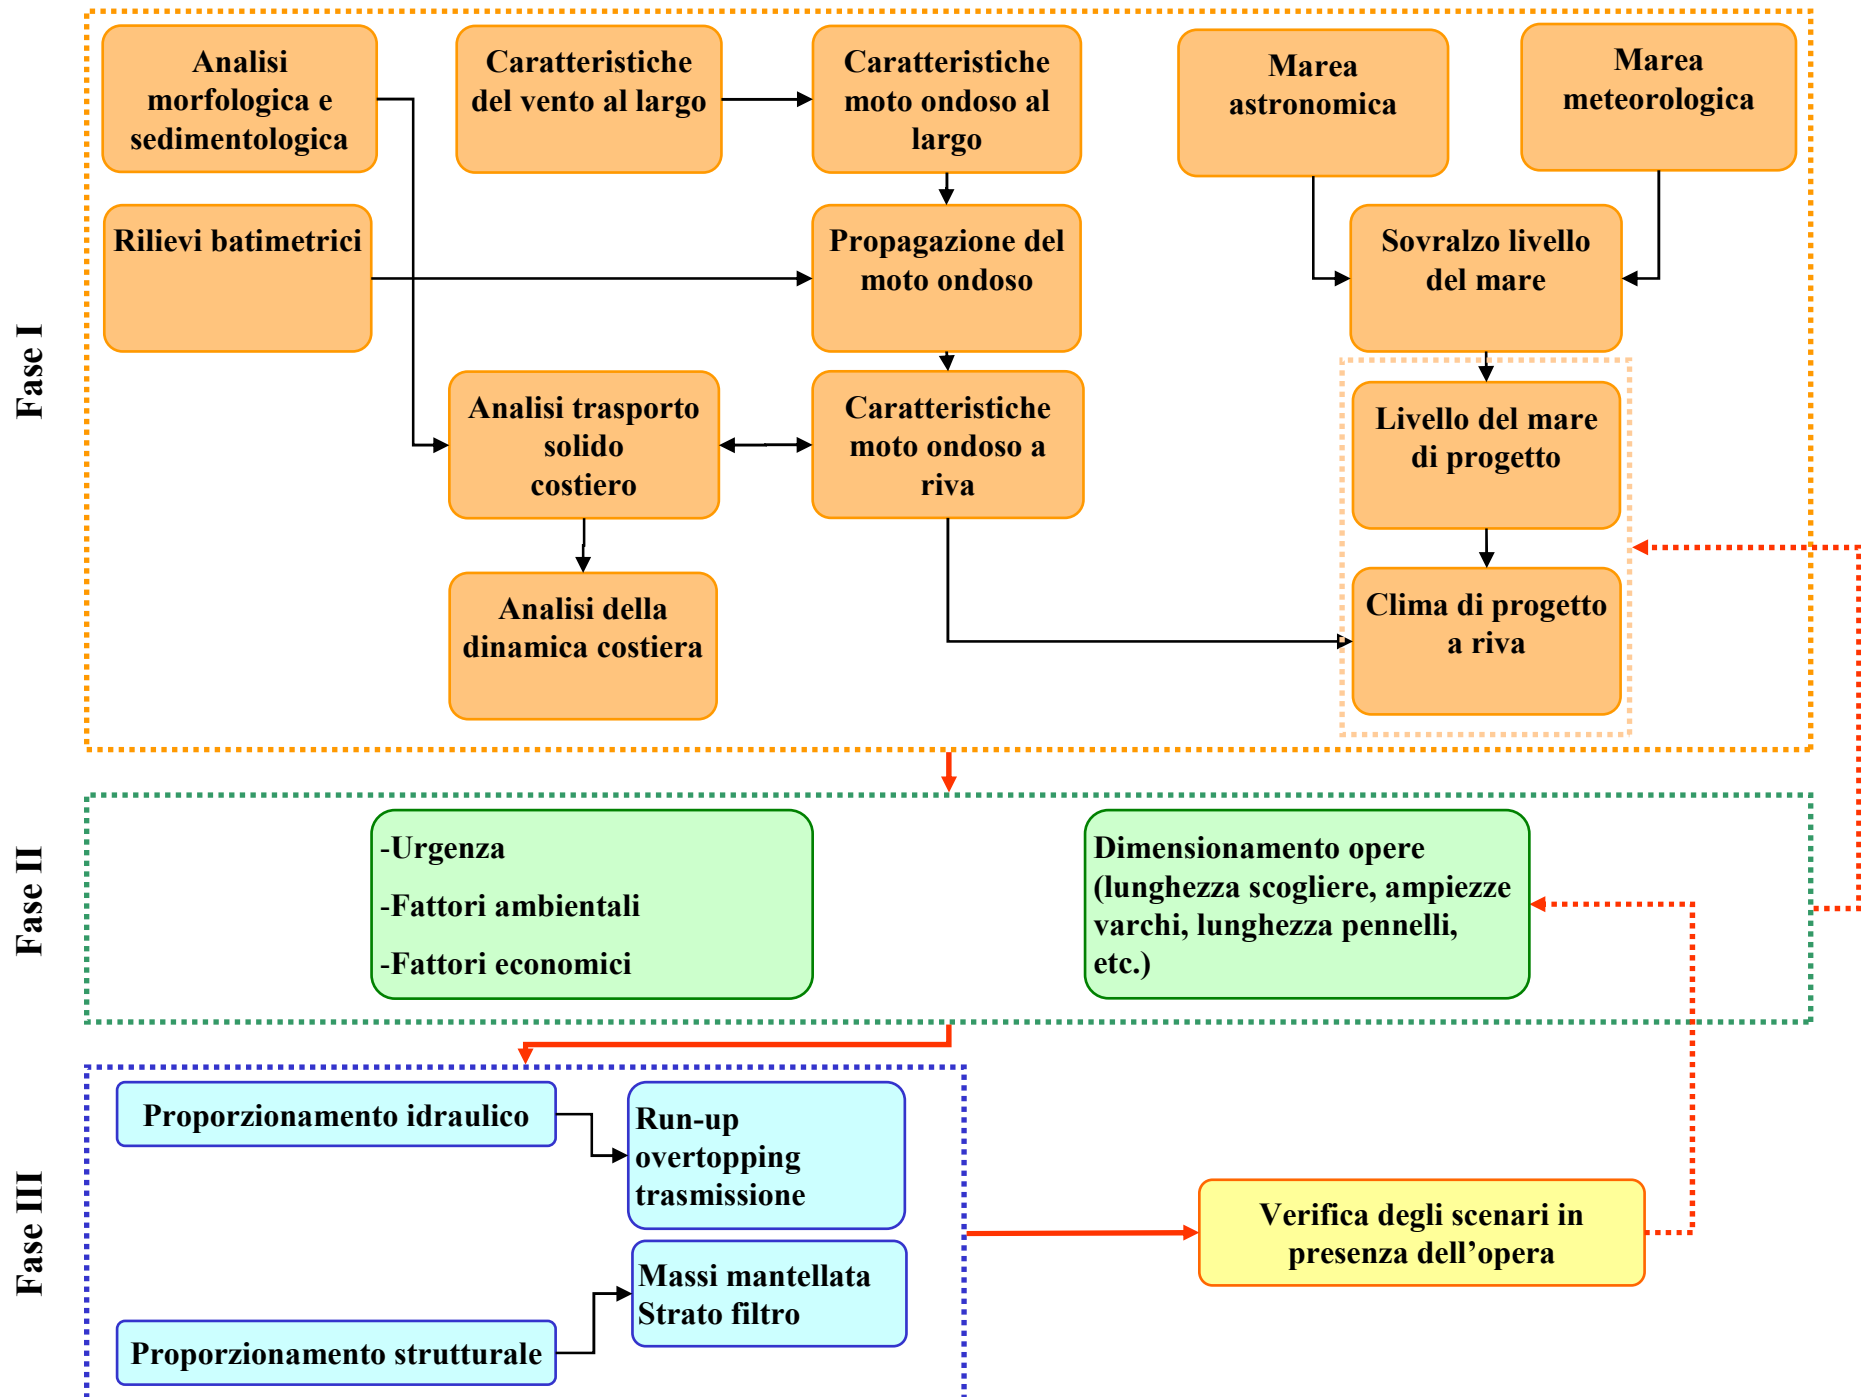 Fase I
Analisi
morfologica e
sedimentologica
Caratteristiche
del vento al largo
Caratteristiche
moto ondoso al
largo
Marea
astronomica
Marea
meteorologica
Rilievi batimetrici
Propagazione del
moto ondoso
Sovralzo livello
del mare
Analisi trasporto
solido
costiero
Caratteristiche
moto ondoso a
riva
Livello del mare
di progetto
Analisi della
dinamica costiera
Clima di progetto
a riva
Fase II
-Urgenza
-Fattori ambientali
-Fattori economici
Dimensionamento opere
(lunghezza scogliere, ampiezze
varchi, lunghezza pennelli,
etc.)
Fase III
Proporzionamento idraulico
Run-up
overtopping
trasmissione
Proporzionamento strutturale
Massi mantellata
Strato filtro
Verifica degli scenari in
presenza dell’opera